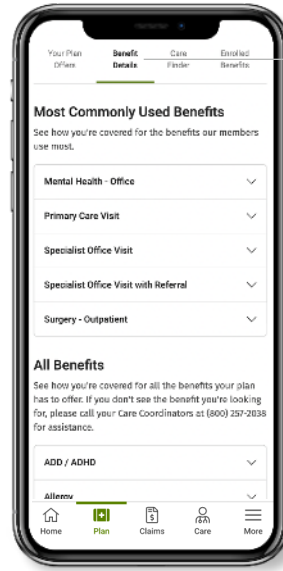 Your Plan Offers
Benefit Details
Care Finder
Enrolled Benefits
Most Commonly Used Benefits
See how you're covered for the benefits our members
use most.
Mental Health - Office
Primary Care Visit
Specialist Office Visit
Specialist Office Visit with Referral
Surgery - Outpatient
All Benefits
See how you're covered for all the benefits your plan
has to offer. If you don't see the benefit you're looking
for, please call your Care Coordinators at (800) 257-2038
for assistance.
ADD / ADHD
Allergy
Home
Plan
Claims
Care
More